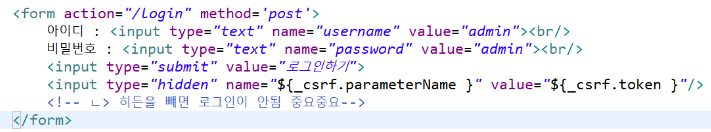 <form action="/login" method='post'>
아이디 : <input type="text" name="username" value="admin"><br/>
비밀번호 : <input type="text" name="password" value="admin"><br/>
<input type="submit" value="로그인하기">
<input type="hidden" name="${_csrf.parameterName }" value="${_csrf.token }"/>
<!-- ㄴ> 히든을 빼면 로그인이 안됨 중요중요-->
</form>